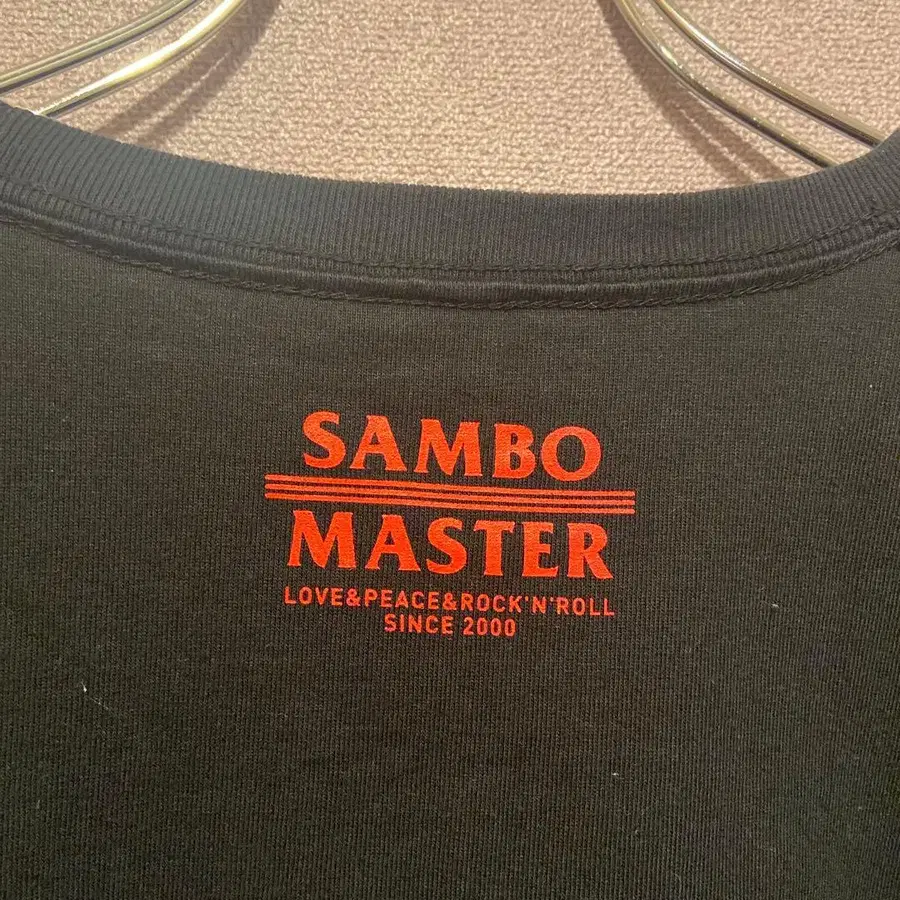 SAMBO
MASTER
LOVE&PEACE&ROCK'N'ROLL
SINCE 2000